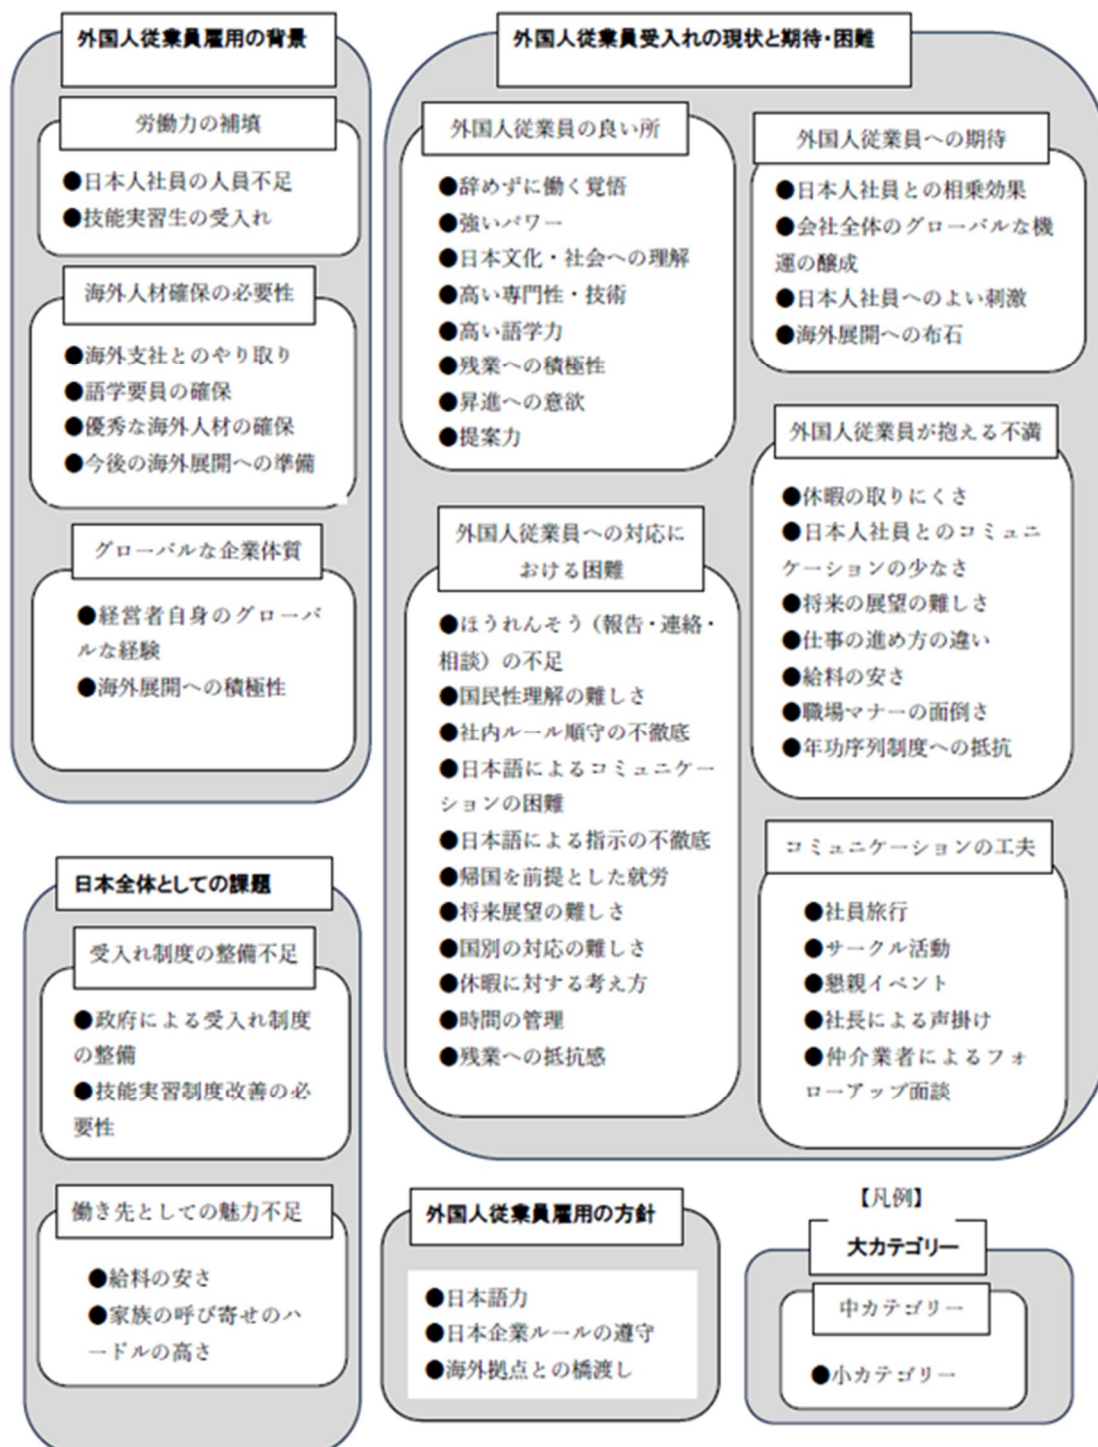 外国人従業員雇用の背景
労働力の補填
●日本人社員の人員不足
●技能実習生の受入れ
海外人材確保の必要性
●海外支社とのやり取り
●語学要員の確保
●優秀な海外人材の確保
●今後の海外展開への準備
グローバルな企業体質
●経営者自身のグローバ
ルな経験
●海外展開への積極性
外国人従業員受入れの現状と期待・困難
外国人従業員の良い所
●辞めずに働く覚悟
●強いパワー
●日本文化・社会への理解
●高い専門性・技術
●高い語学力
●残業への積極性
●昇進への意欲
●提案力
外国人従業員への期待
●日本人社員との相乗効果
●会社全体のグローバルな機
運の醸成
●日本人社員へのよい刺激
●海外展開への布石
外国人従業員への対応に
おける困難
●ほうれんそう（報告・連絡・
相談）の不足
●国民性理解の難しさ
●社内ルール順守の不徹底
●日本語によるコミュニケー
ションの困難
●日本語による指示の不徹底
●帰国を前提とした就労
●将来展望の難しさ
●国別の対応の難しさ
●休暇に対する考え方
●時間の管理
●残業への抵抗感
外国人従業員が抱える不満
●休暇の取りにくさ
●日本人社員とのコミュニ
ケーションの少なさ
●将来の展望の難しさ
●仕事の進め方の違い
●給料の安さ
●職場マナーの面倒さ
●年功序列制度への抵抗
コミュニケーションの工夫
●社員旅行
●サークル活動
●懇親イベント
●社長による声掛け
●仲介業者によるフォ
ローアップ面談
日本全体としての課題
受入れ制度の整備不足
●政府による受入れ制度
の整備
●技能実習制度改善の必
要性
働き先としての魅力不足
●給料の安さ
●家族の呼び寄せのハ
ードルの高さ
外国人従業員雇用の方針
●日本語力
●日本企業ルールの遵守
●海外拠点との橋渡し
【凡例】
大カテゴリー
中カテゴリー
●小カテゴリー